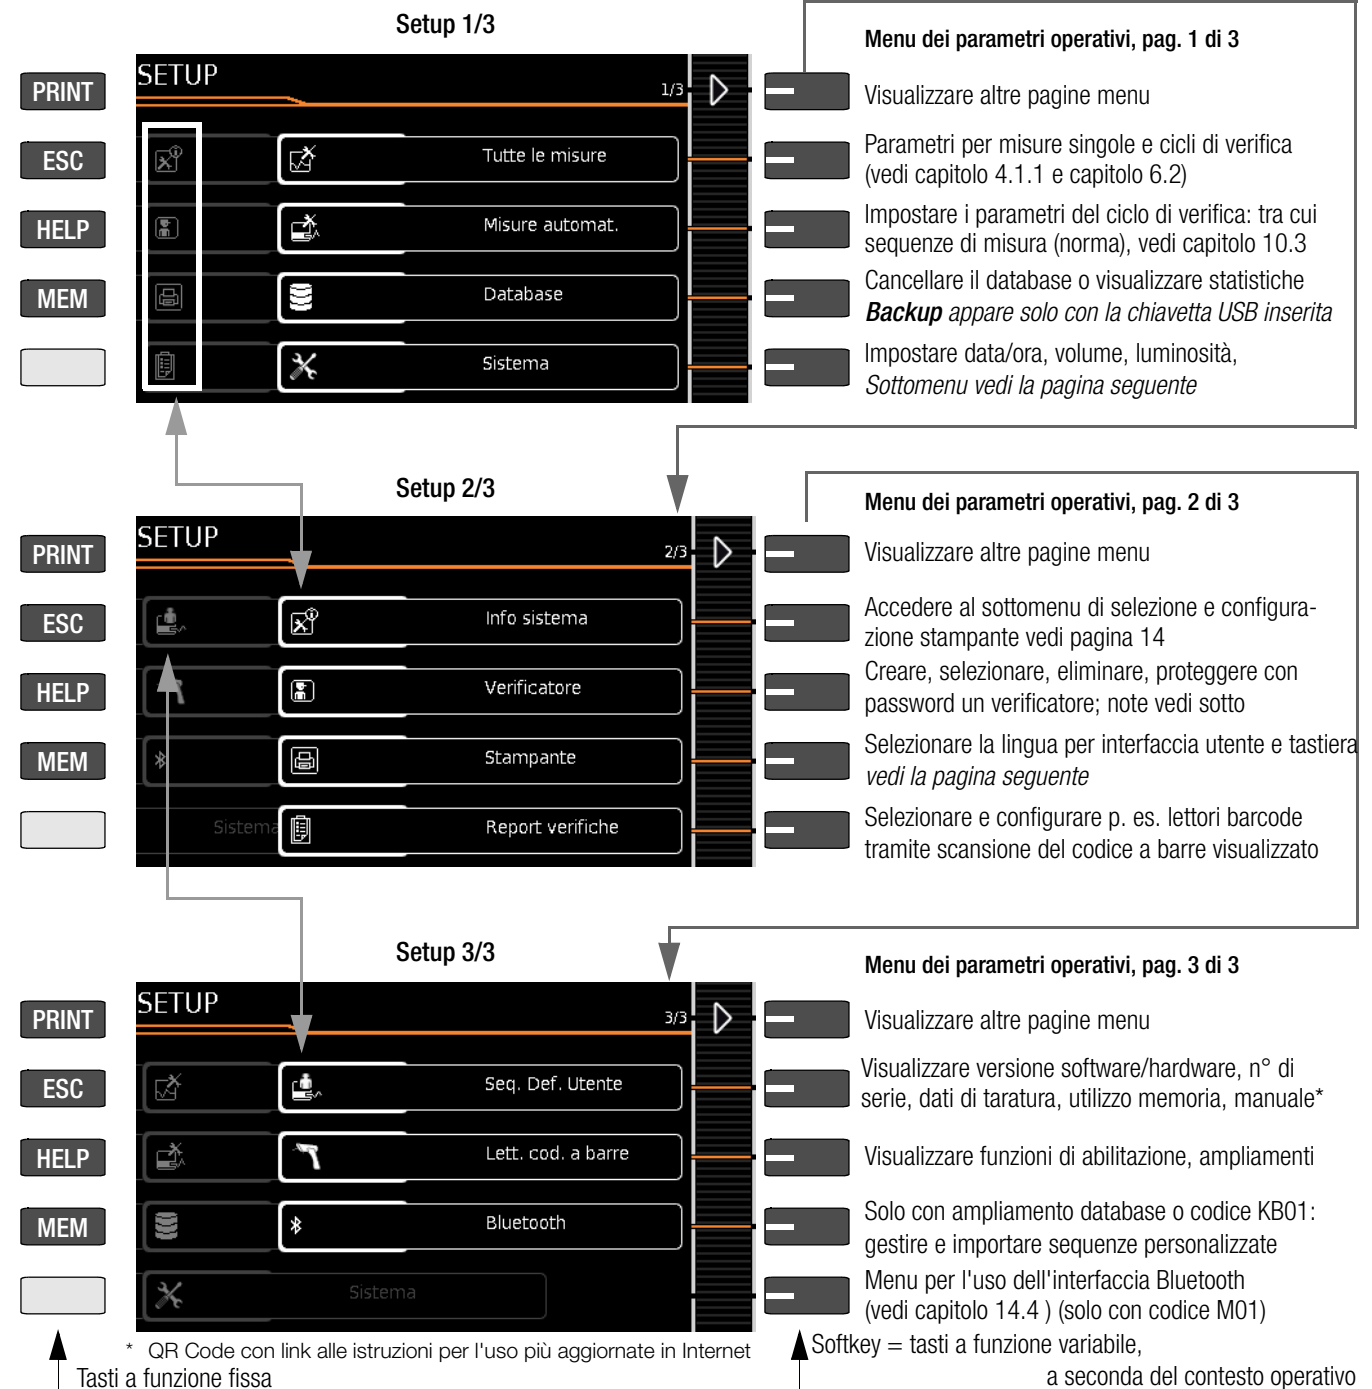 Setup 1/3
Menu dei parametri operativi, pag. 1 di 3
SETUP
1/3
PRINT
Visualizzare altre pagine menu
ESC
Tutte le misure
Parametri per misure singole e cicli di verifica
(vedi capitolo 4.1.1 e capitolo 6.2)
HELP
Misure automat.
Impostare i parametri del ciclo di verifica: tra cui
sequenze di misura (norma), vedi capitolo 10.3
MEM
Database
Cancellare il database o visualizzare statistiche
Backup appare solo con la chiavetta USB inserita
Sistema
Impostare data/ora, volume, luminosità,
Sottomenu vedi la pagina seguente
Setup 2/3
Menu dei parametri operativi, pag. 2 di 3
SETUP
2/3
PRINT
Visualizzare altre pagine menu
ESC
Info sistema
Accedere al sottomenu di selezione e configura-
zione stampante vedi pagina 14
HELP
Verificatore
Creare, selezionare, eliminare, proteggere con
password un verificatore; note vedi sotto
MEM
Stampante
Selezionare la lingua per interfaccia utente e tastiera
vedi la pagina seguente
Sistema
Report verifiche
Selezionare e configurare p. es. lettori barcode
tramite scansione del codice a barre visualizzato
Setup 3/3
Menu dei parametri operativi, pag. 3 di 3
SETUP
3/3
PRINT
Visualizzare altre pagine menu
ESC
Seq. Def. Utente
Visualizzare versione software/hardware, n° di
serie, dati di taratura, utilizzo memoria, manuale*
HELP
Lett. cod. a barre
Visualizzare funzioni di abilitazione, ampliamenti
MEM
Bluetooth
Solo con ampliamento database o codice KB01:
gestire e importare sequenze personalizzate
Sistema
Menu per l'uso dell'interfaccia Bluetooth
(vedi capitolo 14.4 ) (solo con codice M01)
* QR Code con link alle istruzioni per l'uso più aggiornate in Internet
Softkey = tasti a funzione variabile,
a seconda del contesto operativo
Tasti a funzione fissa